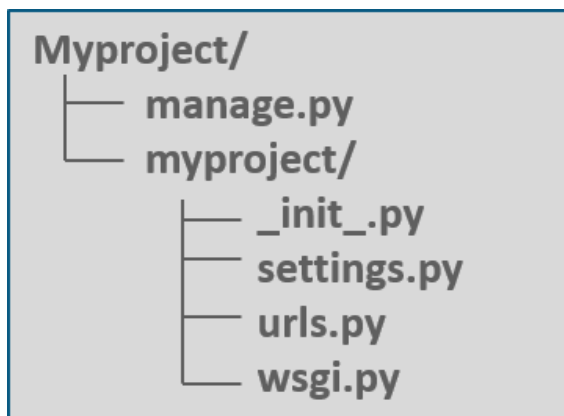 Myproject/
manage.py
myproject/
_init_.py
settings.py
urls.py
wsgi.py